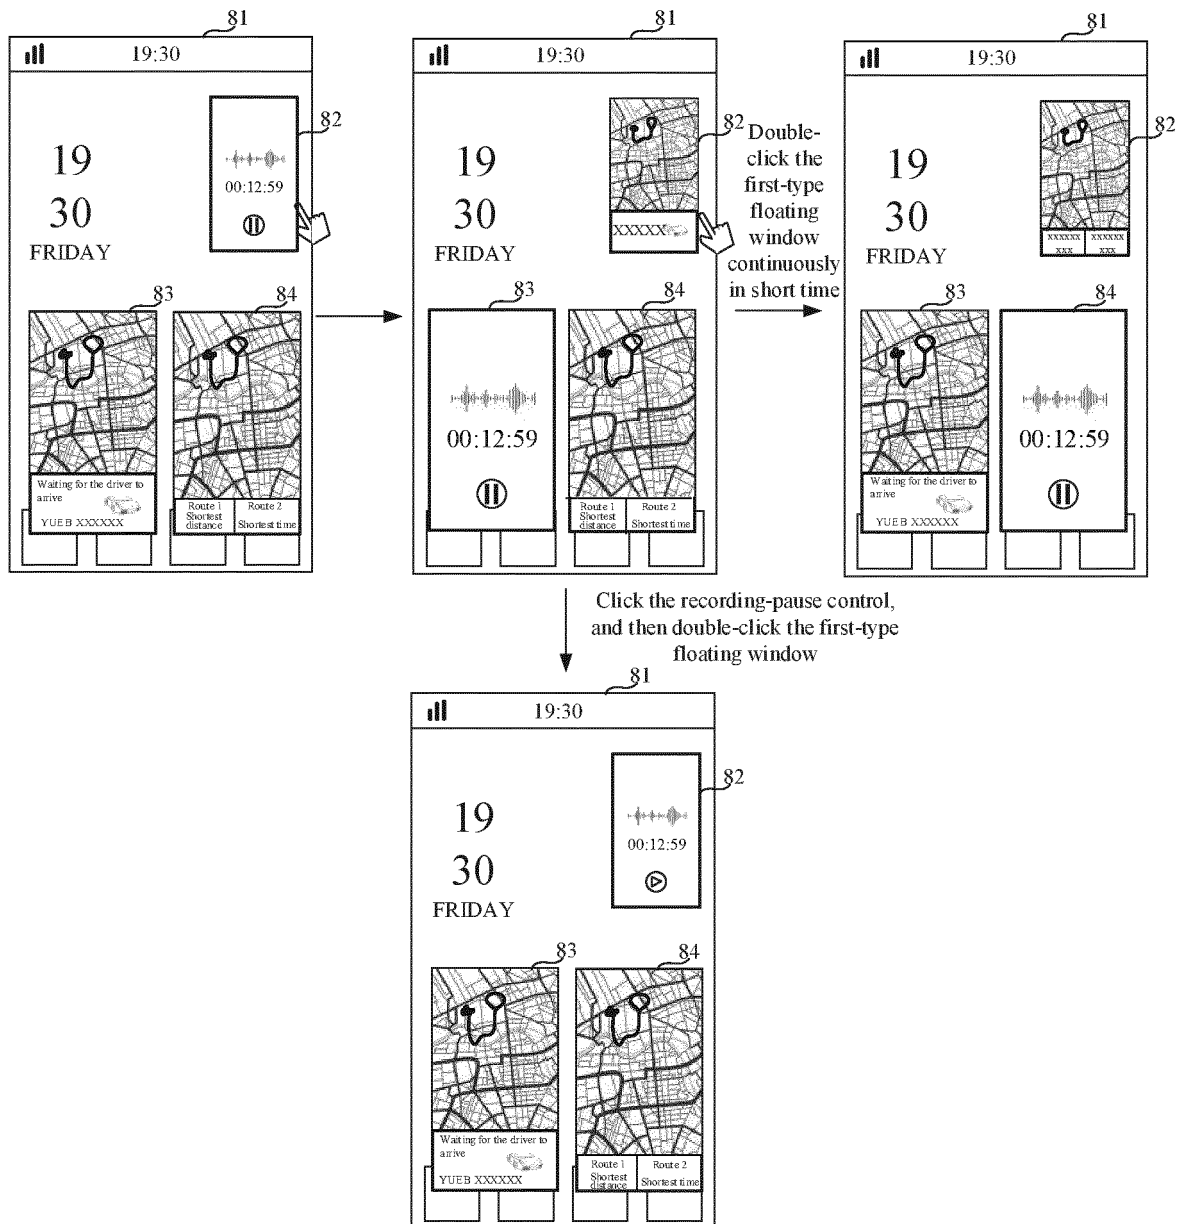 81
19:30
82
19
00:12:59
30
FRIDAY
83
84
Waiting for the driver to
arrive
YUEB XXXXXX
Route 1
Shortest
distance
Route 2
Shortest time
81
19:30
82
19
30
XXXXX
FRIDAY
83
84
00:12:59
Route 1
Shortest
distance
Route 2
Shortest time
Double-
click the
first-type
floating
window
continuously
in short time
81
19:30
82
19
30
XXXXXX
XXX
XXXXXX
XXX
FRIDAY
83
84
00:12:59
Waiting for the driver to
arrive
YUEB XXXXXX
Click the recording-pause control,
and then double-click the first-type
floating window
81
19:30
82
19
00:12:59
30
FRIDAY
83
84
Waiting for the driver to
arrive
YUEB XXXXXX
Route 1
Shortest
distance
Route 2
Shortest time